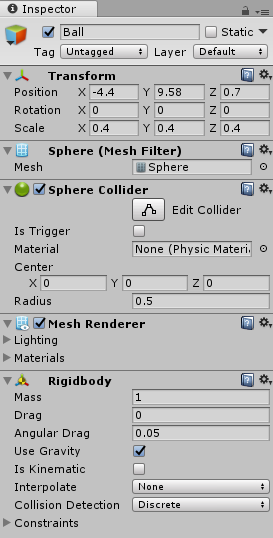 Inspector
Ball Static
Tag Untagged Layer Default
Transform
Position X -4.4 Y 9.58 Z 0.7
Rotation X 0 Y 0 Z 0
Scale X 0.4 Y 0.4 Z 0.4
Sphere (Mesh Filter)
Mesh Sphere
Sphere Collider
Edit Collider
Is Trigger
Material None (Physic Materi
Center
X 0 Y 0 Z 0
Radius 0.5
Mesh Renderer
Lighting
Materials
Rigidbody
Mass 1
Drag 0
Angular Drag 0.05
Use Gravity
Is Kinematic
Interpolate None
Collision Detection Discrete
Constraints